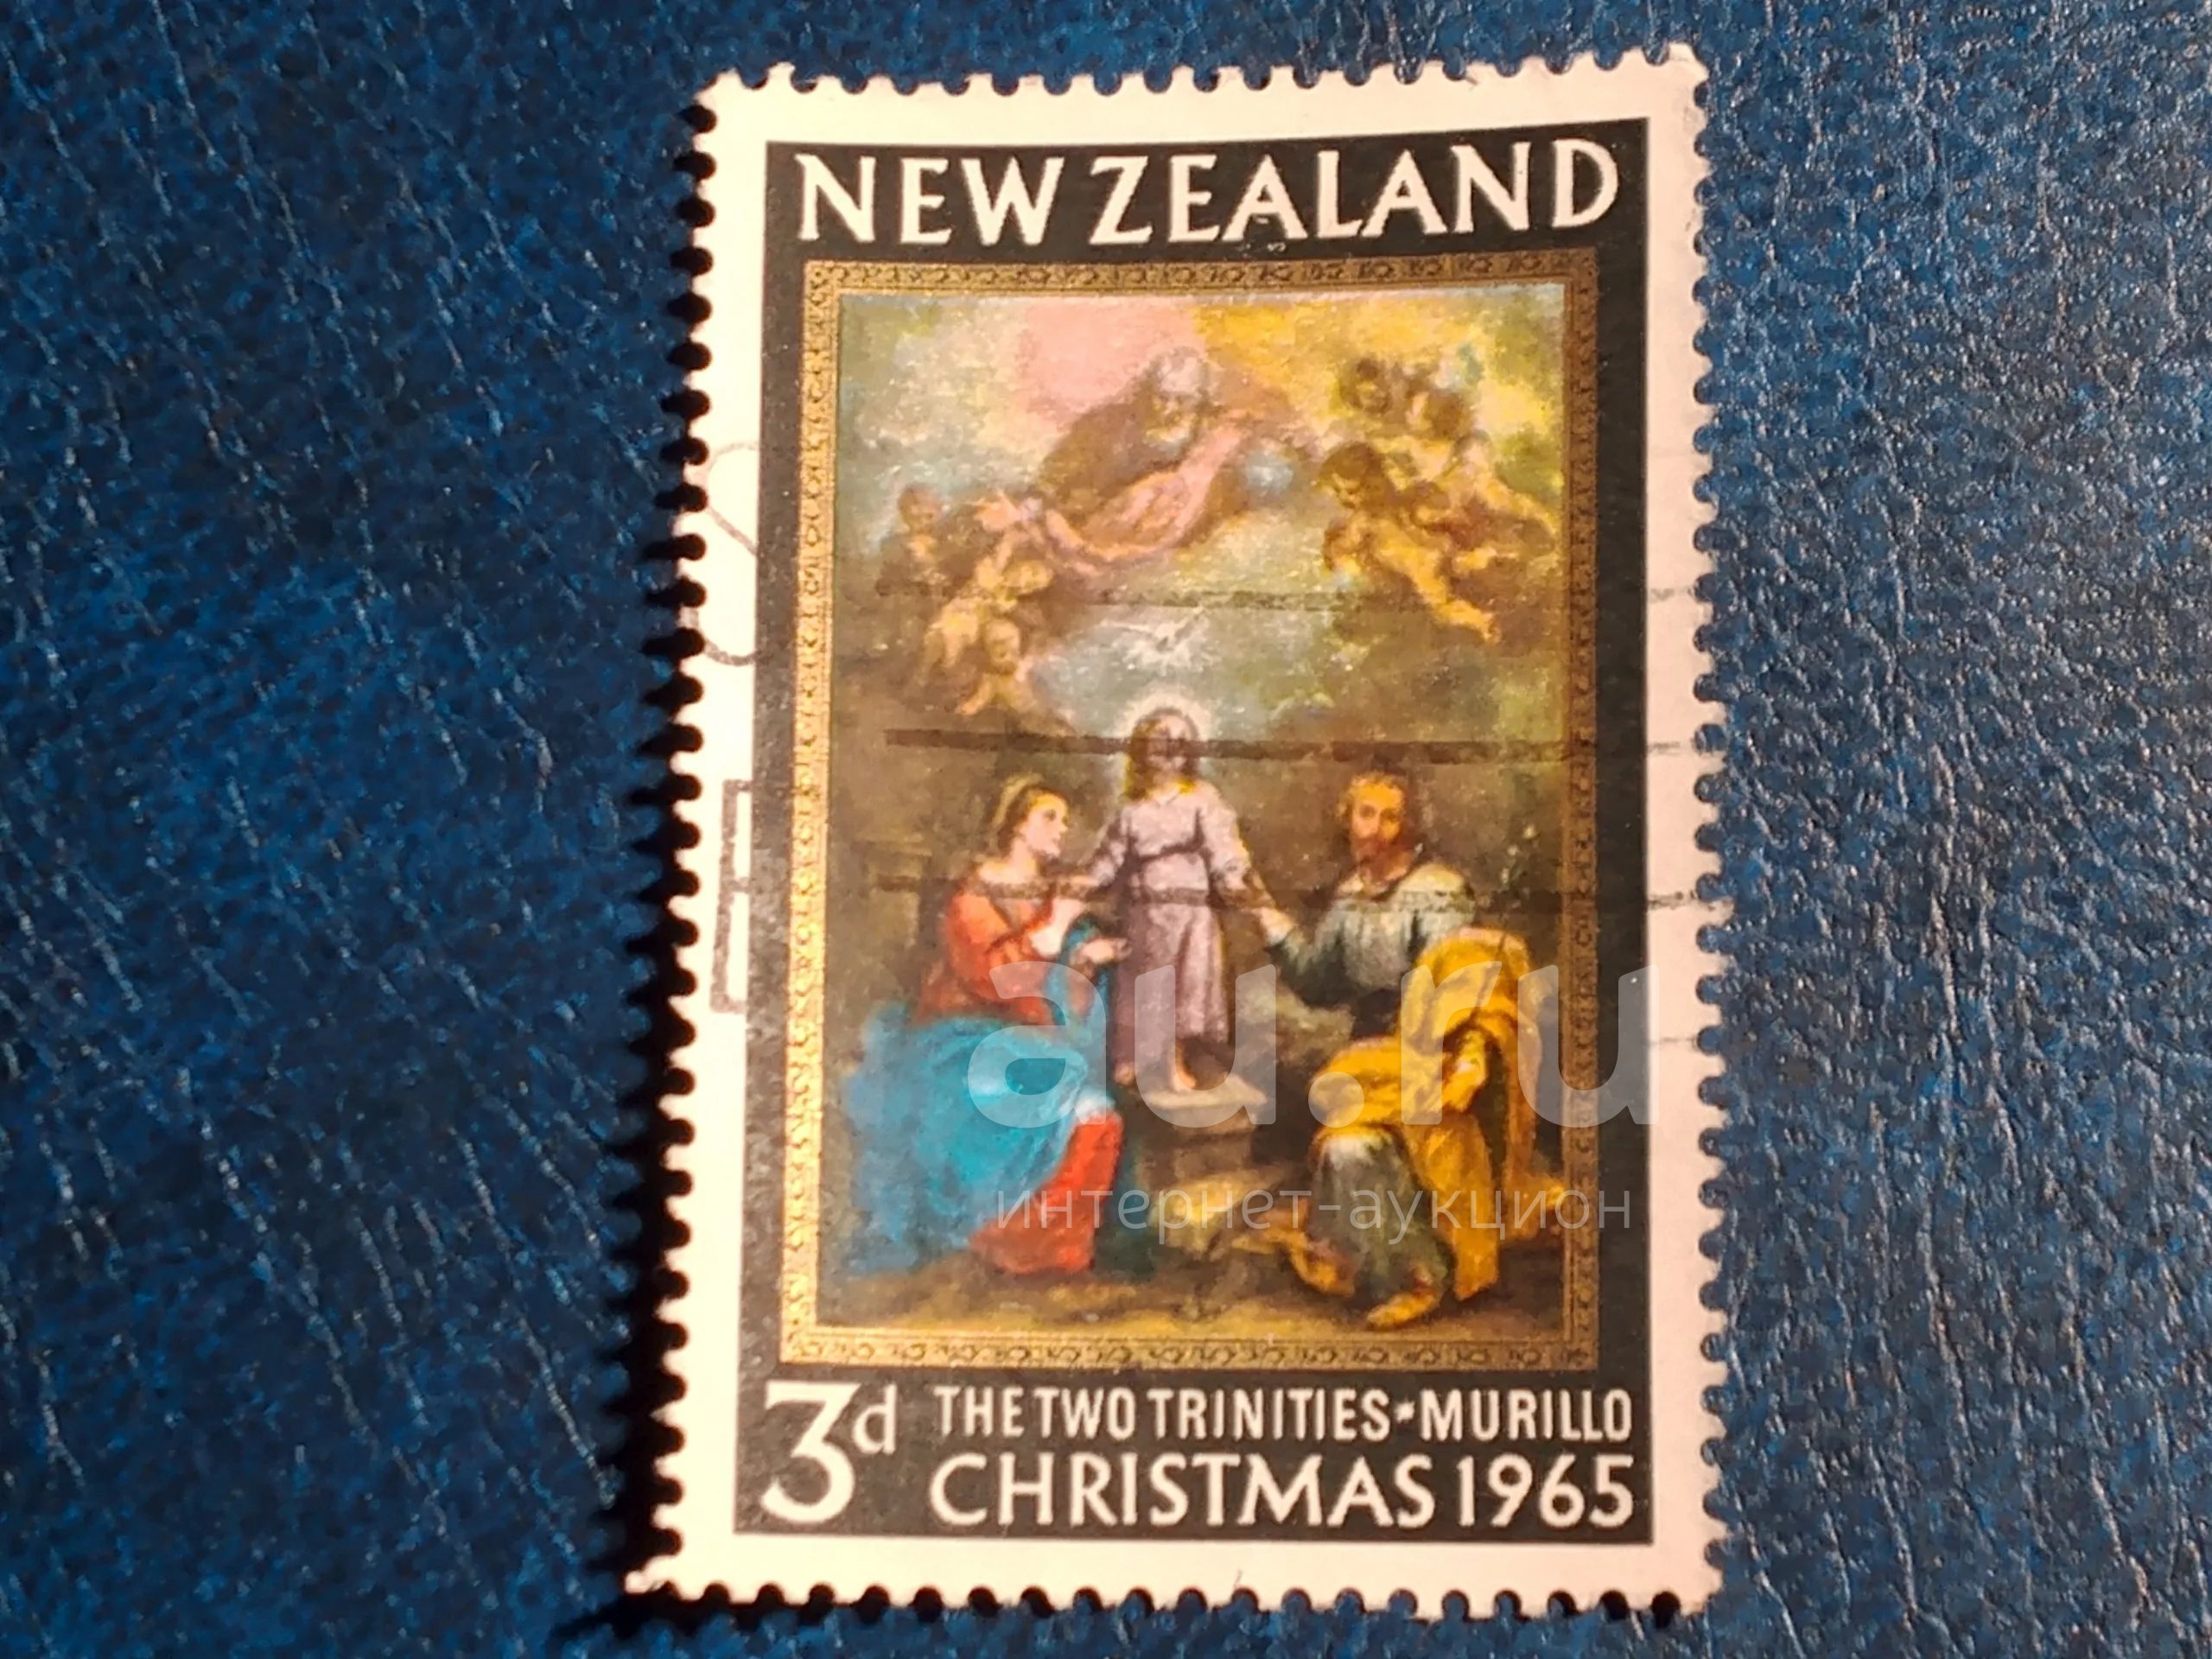 NEW ZEALAND
au.ru
интернет-аукцион
3d THE TWO TRINITIES-MURILLO
CHRISTMAS 1965